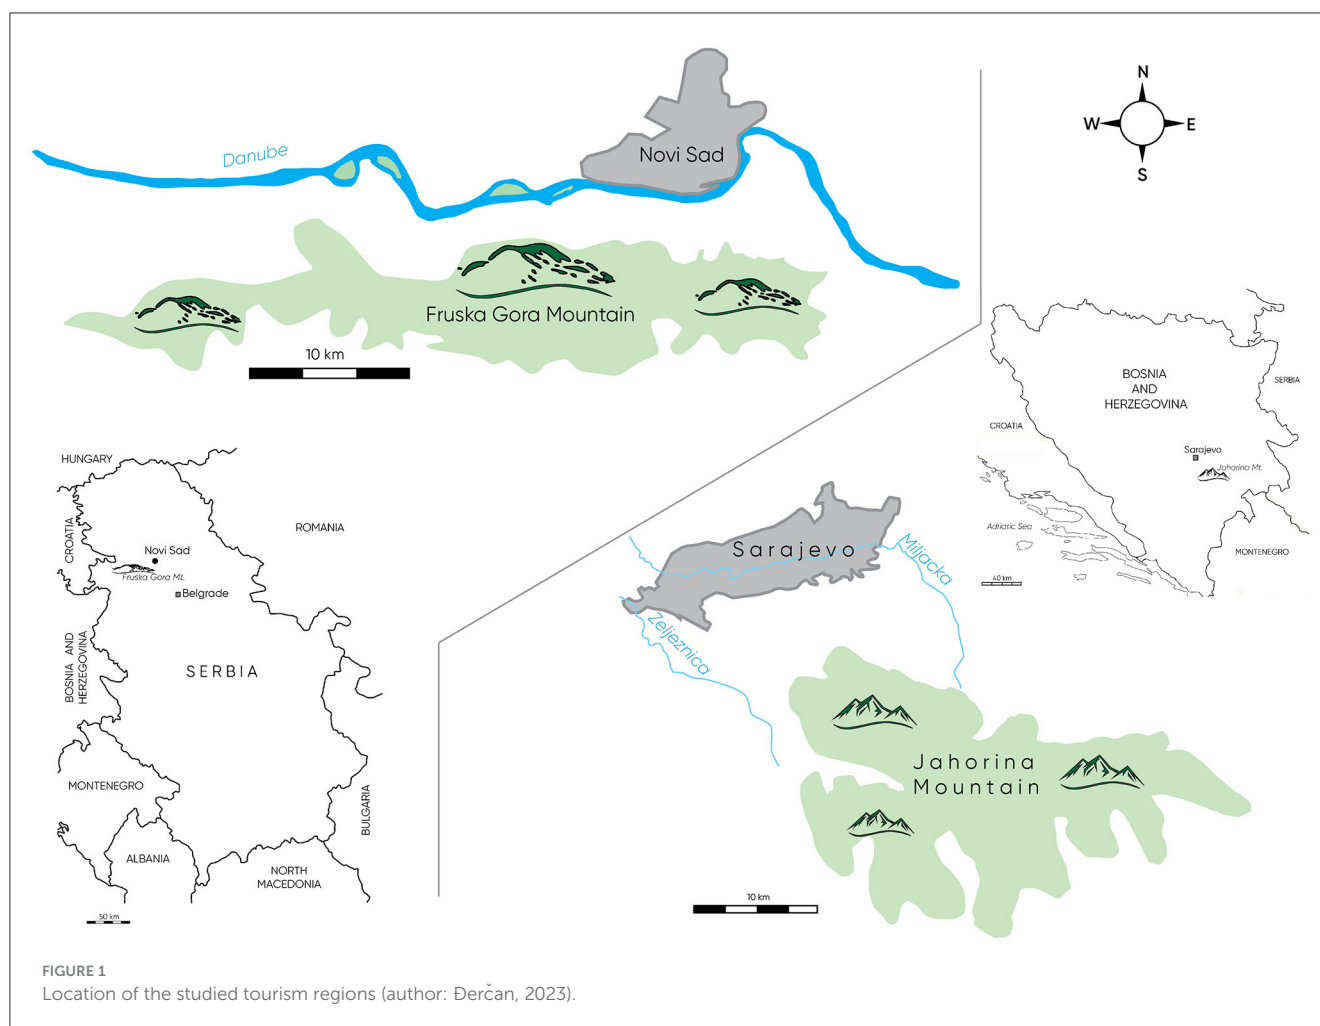 N
W
E
S
Danube
Novi Sad
Fruska Gora Mountain
10 km
HUNGARY
CROATIA
ROMANIA
Novi Sad
Fruska Gora Mt.
Belgrade
BOSNIA AND
HERZEGOVINA
SERBIA
MONTENEGRO
BULGARIA
ALBANIA
NORTH
MACEDONIA
50 km
BOSNIA
AND
HERZEGOVINA
SERBIA
CROATIA
Sarajevo
Jahorino Mt.
Adriatic Sea
MONTENEGRO
40 km
Sarajevo
Miljacka
Zeljeznica
Jahorina
Mountain
10 km
FIGURE 1
Location of the studied tourism regions (author: Đerčan, 2023).